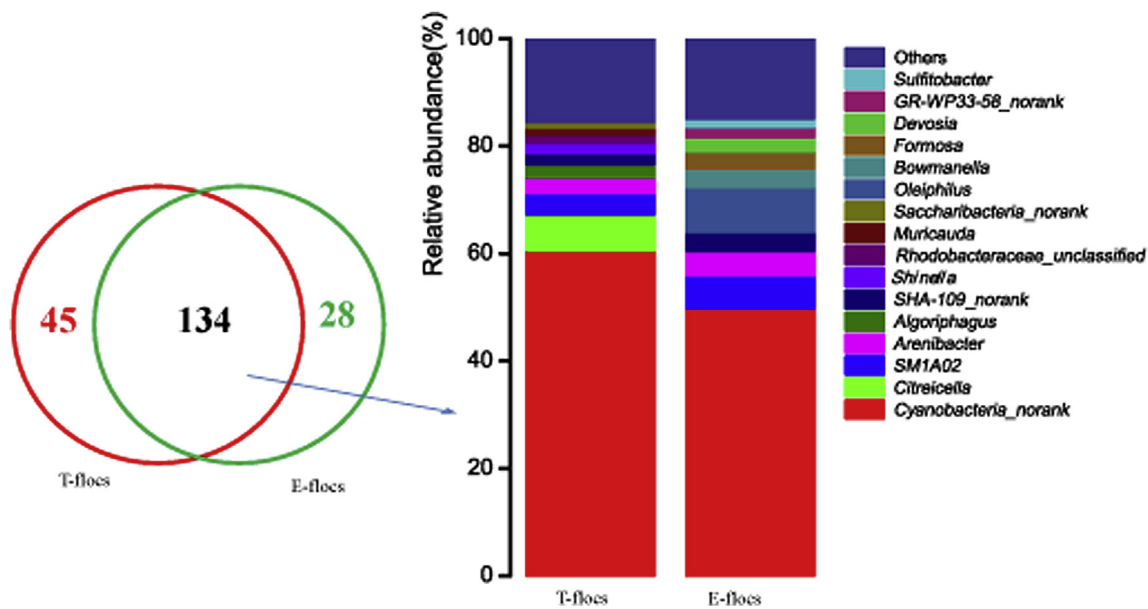 45
134
28
T-flocs
E-flocs
Relative abundance(%)
100
80
60
40
20
0
T-flocs
E-flocs
Others
Sulfitobacter
GR-WP33-58_norank
Devosia
Formosa
Bowmanella
Oleiphilus
Saccharibacteria_norank
Muricauda
Rhodobacteraceae_unclassified
Shinella
SHA-109_norank
Algoriphagus
Arenibacter
SM1A02
Citreicella
Cyanobacteria_norank